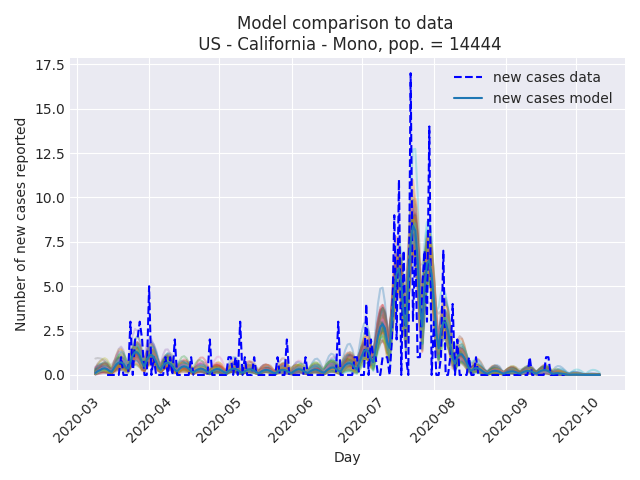 Model comparison to data
US - California - Mono, pop. = 14444
new cases data
new cases model
Number of new cases reported
17.5
15.0
12.5
10.0
7.5
5.0
2.5
0.0
2020-03
2020-04
2020-05
2020-06
2020-07
2020-08
2020-09
2020-10
Day